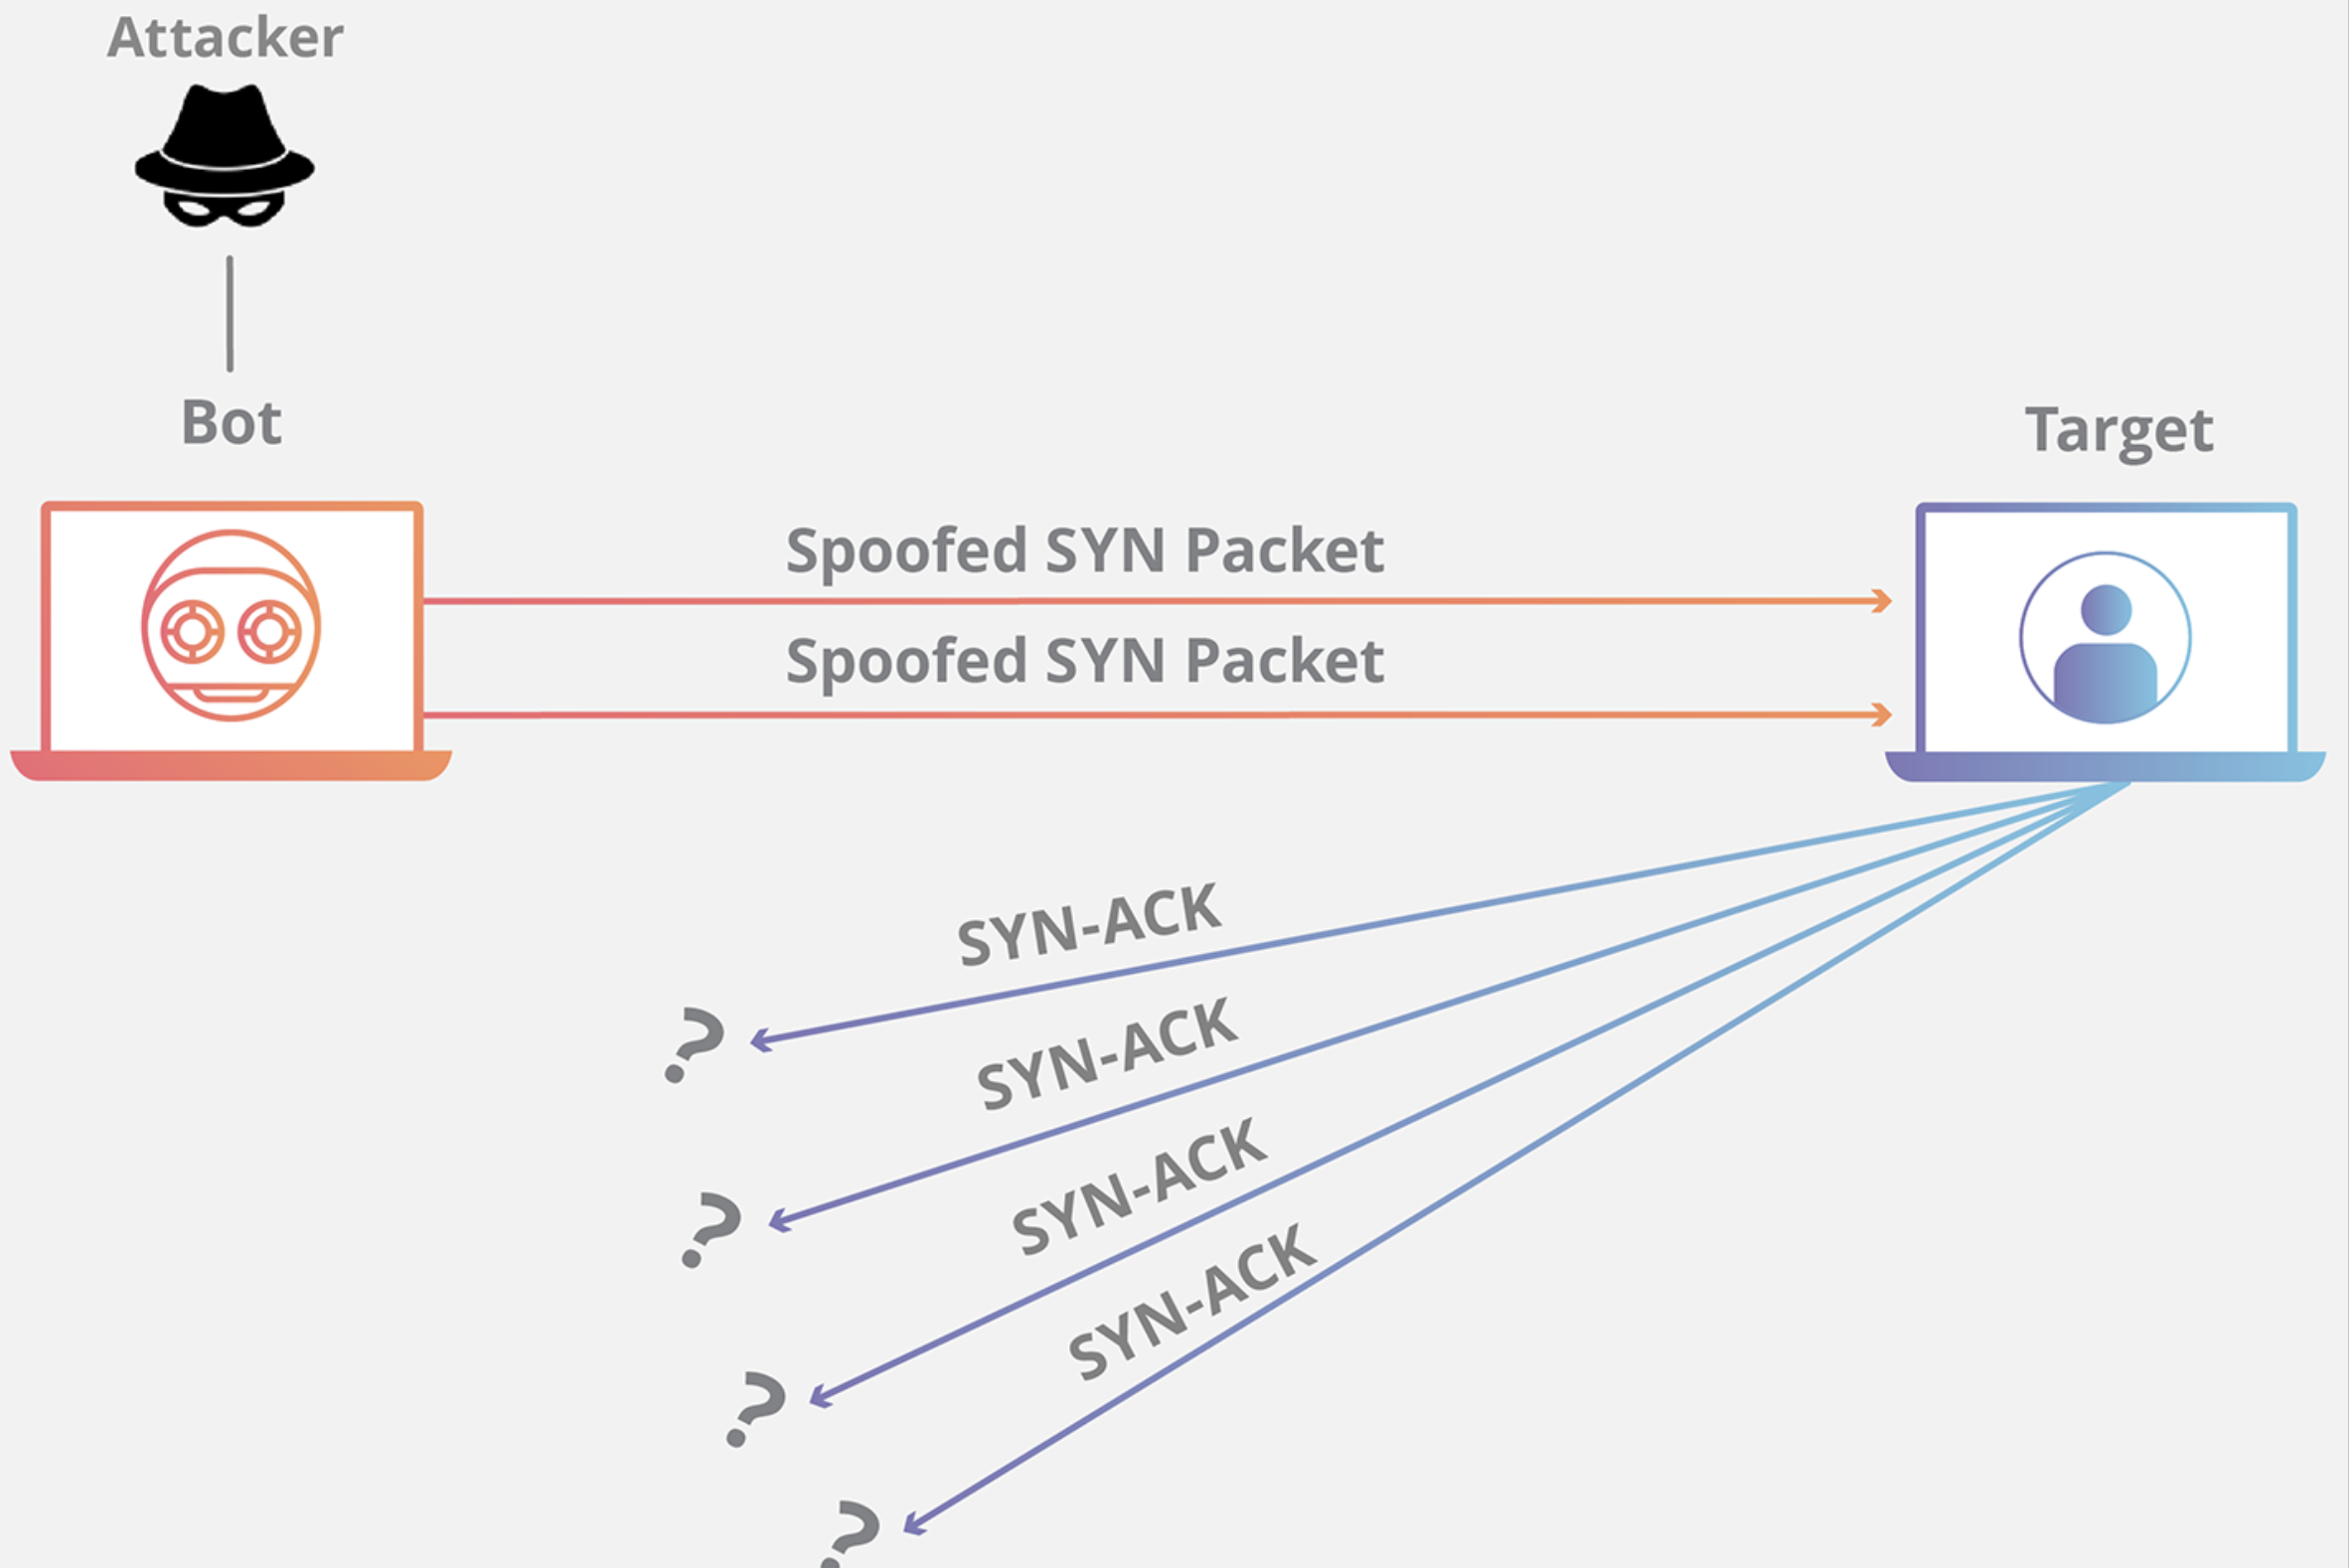 Attacker
Bot
Target
Spoofed SYN Packet
Spoofed SYN Packet
SYN-ACK
?
SYN-ACK
?
SYN-ACK
?
SYN-ACK
?